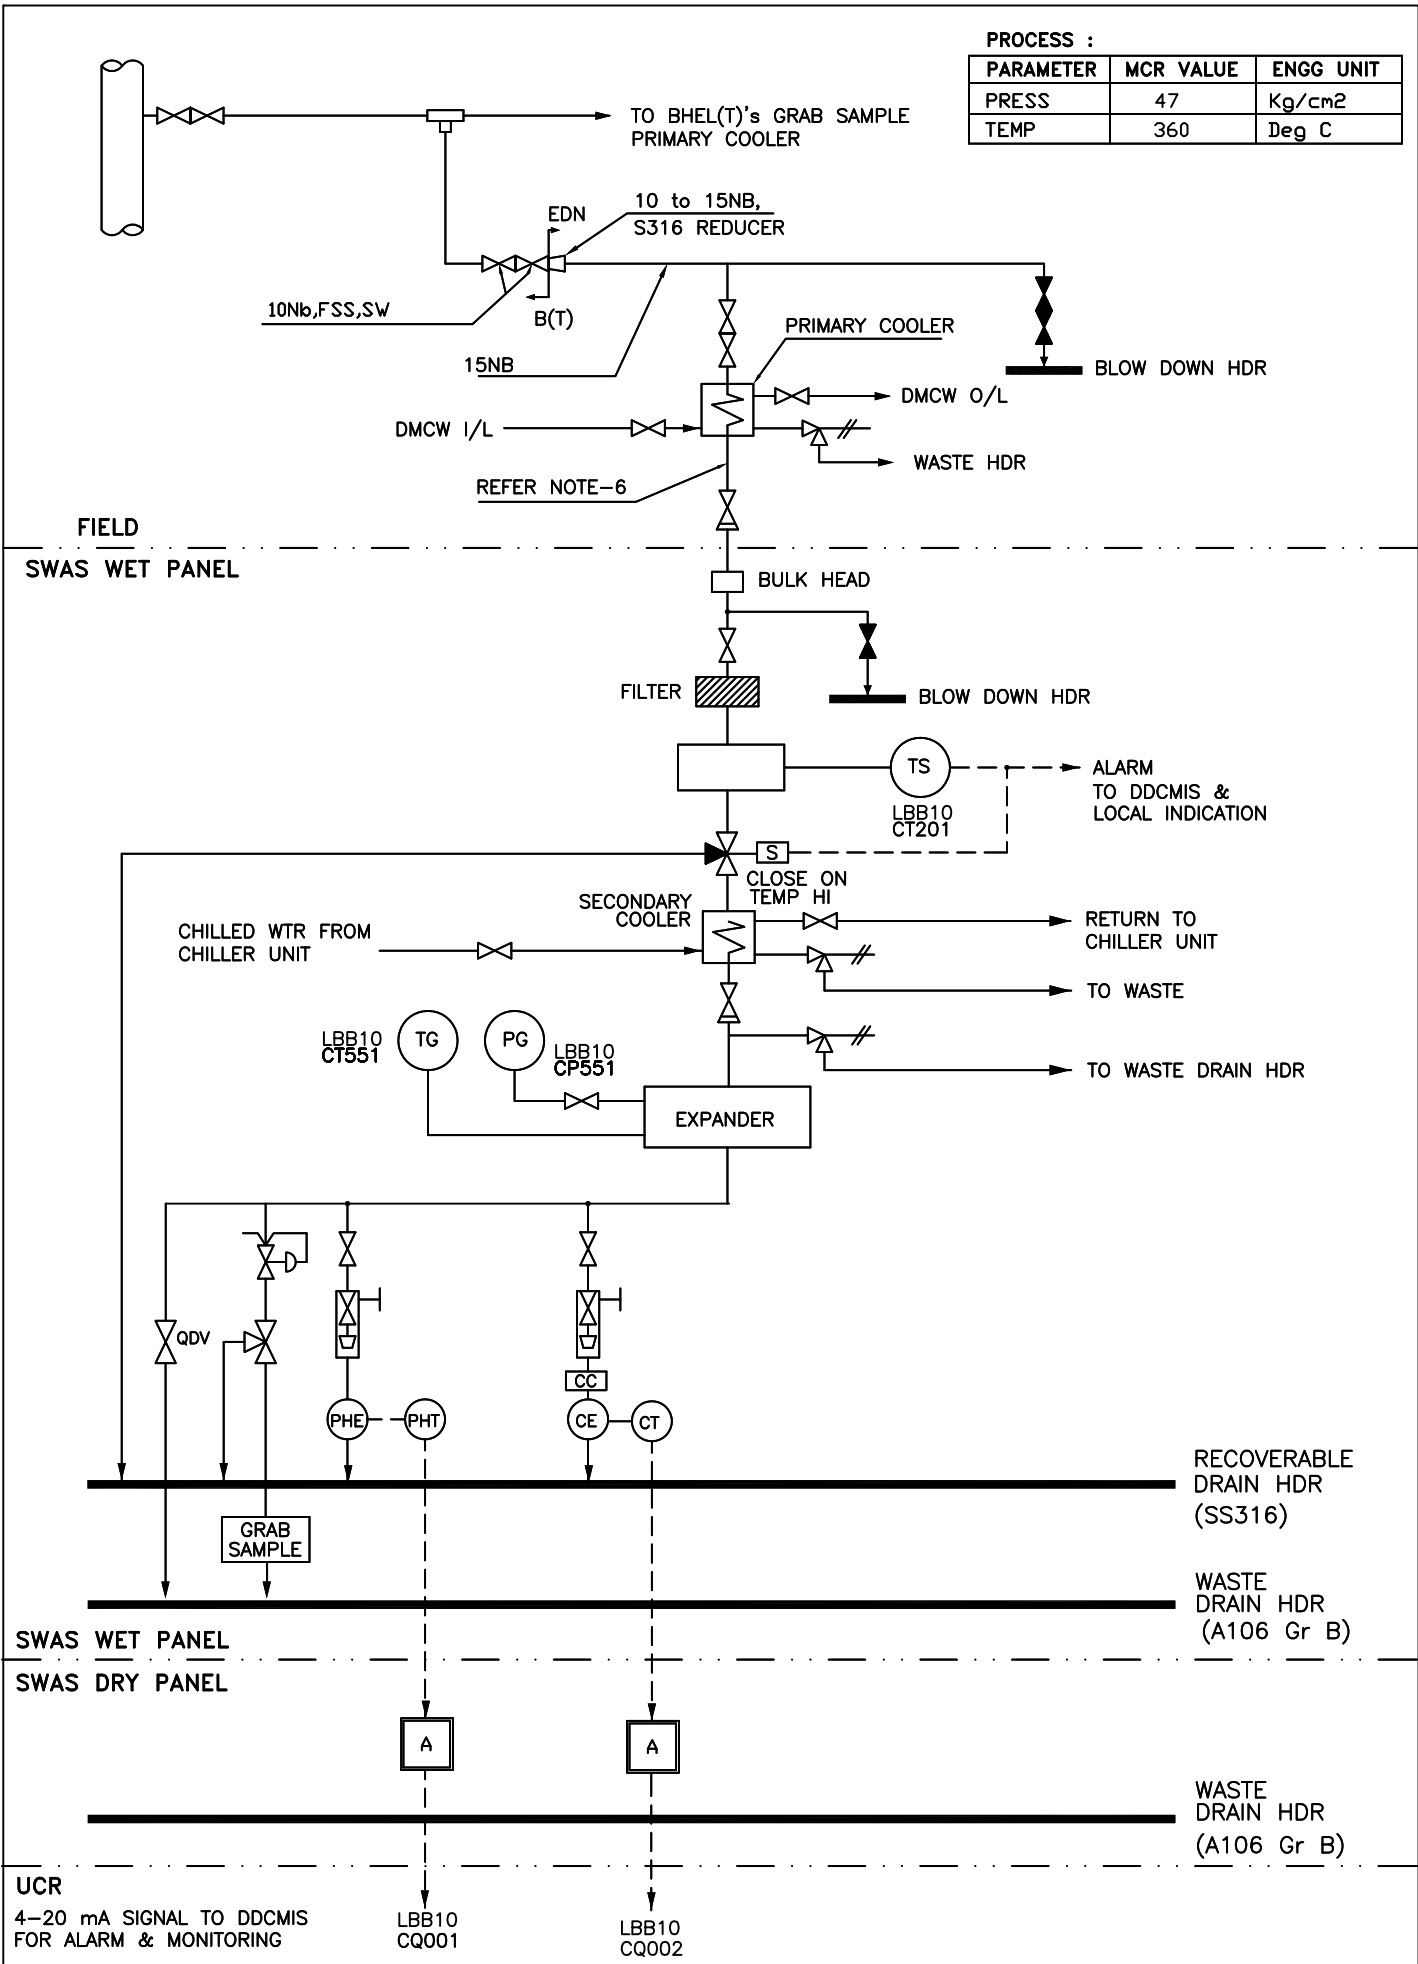 PROCESS :
PARAMETER MCR VALUE ENGG UNIT
PRESS 47 Kg/cm2
TEMP 360 Deg C
TO BHEL(T)'s GRAB SAMPLE
PRIMARY COOLER
10 to 15NB,
S316 REDUCER
EDN
10Nb,FSS,SW
B(T)
15NB
PRIMARY COOLER
BLOW DOWN HDR
DMCW O/L
DMCW I/L
WASTE HDR
REFER NOTE-6
FIELD
SWAS WET PANEL
BULK HEAD
FILTER
BLOW DOWN HDR
TS
LBB10
CT201
ALARM
TO DDCMIS &
LOCAL INDICATION
S
CLOSE ON
TEMP HI
SECONDARY
COOLER
CHILLED WTR FROM
CHILLER UNIT
RETURN TO
CHILLER UNIT
TO WASTE
LBB10
CT551
TG
PG
LBB10
CP551
TO WASTE DRAIN HDR
EXPANDER
QDV
CC
PHE
PHT
CE
CT
RECOVERABLE
DRAIN HDR
(SS316)
GRAB
SAMPLE
WASTE
DRAIN HDR
(A106 Gr B)
SWAS WET PANEL
SWAS DRY PANEL
A
A
WASTE
DRAIN HDR
(A106 Gr B)
UCR
4-20 mA SIGNAL TO DDCMIS
FOR ALARM & MONITORING
LBB10
CQ001
LBB10
CQ002